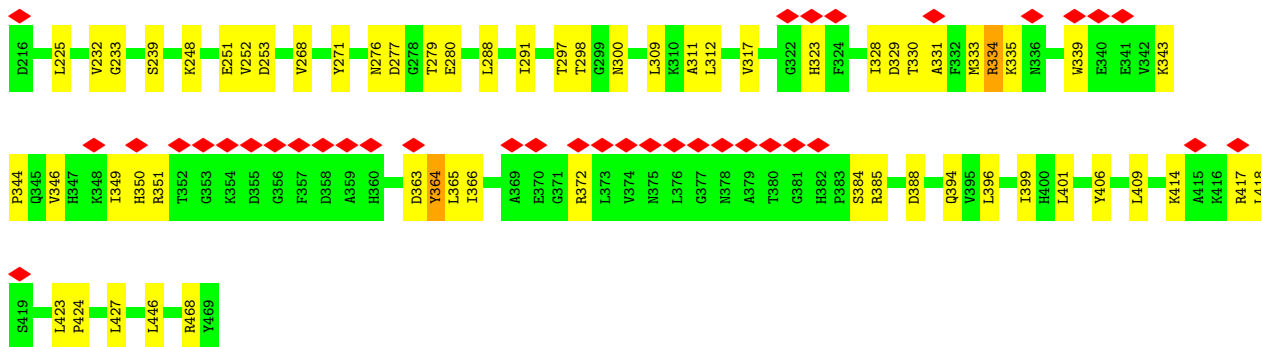 D216 L225 V232 G233 S239 K248 E251 V252 D253 V268 Y271 N276 D277 G278 T279 E280 L288 I291 T297 T298 G299 N300 L309 K310 A311 L312 V317 G322 H323 F324 I328 D329 T330 A331 F332 M333 R334 K335 N336 W339 E340 E341 V342 K343
P344 Q345 V346 H347 K348 I349 H350 R351 T352 G353 K354 D355 G356 F357 D358 A359 H360 D363 Y364 L365 I366 A369 E370 G371 R372 L373 V374 N375 L376 G377 N378 A379 T380 G381 H382 P383 S384 R385 D388 Q394 V395 L396 I399 H400 L401 Y406 L409 K414 A415 K416 R417 L418
S419 L423 P424 L427 L446 R468 Y469